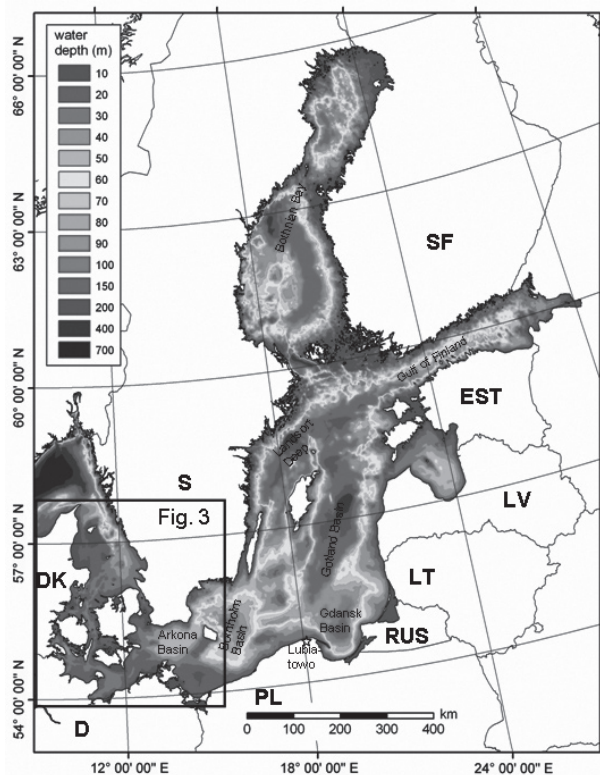 water
depth (m)
10
20
30
40
50
60
70
80
90
100
150
200
400
700
66° 00' 00" N
63° 00' 00" N
60° 00' 00" N
57° 00' 00" N
54° 00' 00" N
Bothnian Bay
SF
Gulf of Finland
EST
Landsort
Deep
S
LV
Fig. 3
Gotland Basin
DK
LT
Gdansk
Basin
RUS
Arkona
Basin
Bornholm
Basin
Lubia-
towo
PL
D
km
0 100 200 300 400
12° 00' 00" E
18° 00' 00" E
24° 00' 00" E